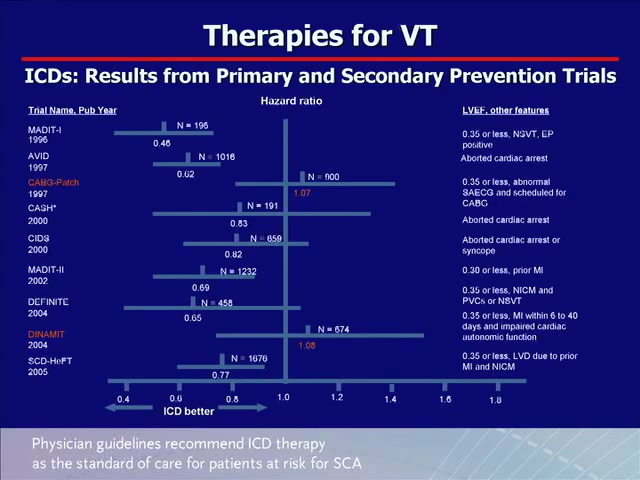 Therapies for VT
ICDs: Results from Primary and Secondary Prevention Trials
Hazard ratio
Trial Name, Pub Year
LVEF, other features
MADIT-I
1996
N = 196
0.46
0.35 or less, NSVT, EP
positive
AVID
1997
N = 1016
0.62
Aborted cardiac arrest
CABG-Patch
1997
N = 900
1.07
0.35 or less, abnormal
SAECG and scheduled for
CABG
CASH*
2000
N = 191
0.83
Aborted cardiac arrest
CIDS
2000
N = 659
0.82
Aborted cardiac arrest or
syncope
MADIT-II
2002
N = 1232
0.69
0.30 or less, prior MI
DEFINITE
2004
N = 458
0.65
0.35 or less, NICM and
PVCs or NSVT
DINAMIT
2004
N = 674
1.08
0.35 or less, MI within 6 to 40
days and impaired cardiac
autonomic function
SCD-HeFT
2005
N = 1676
0.77
0.35 or less, LVD due to prior
MI and NICM
0.4 0.6 0.8 1.0 1.2 1.4 1.6 1.8
ICD better
Physician guidelines recommend ICD therapy
as the standard of care for patients at risk for SCA